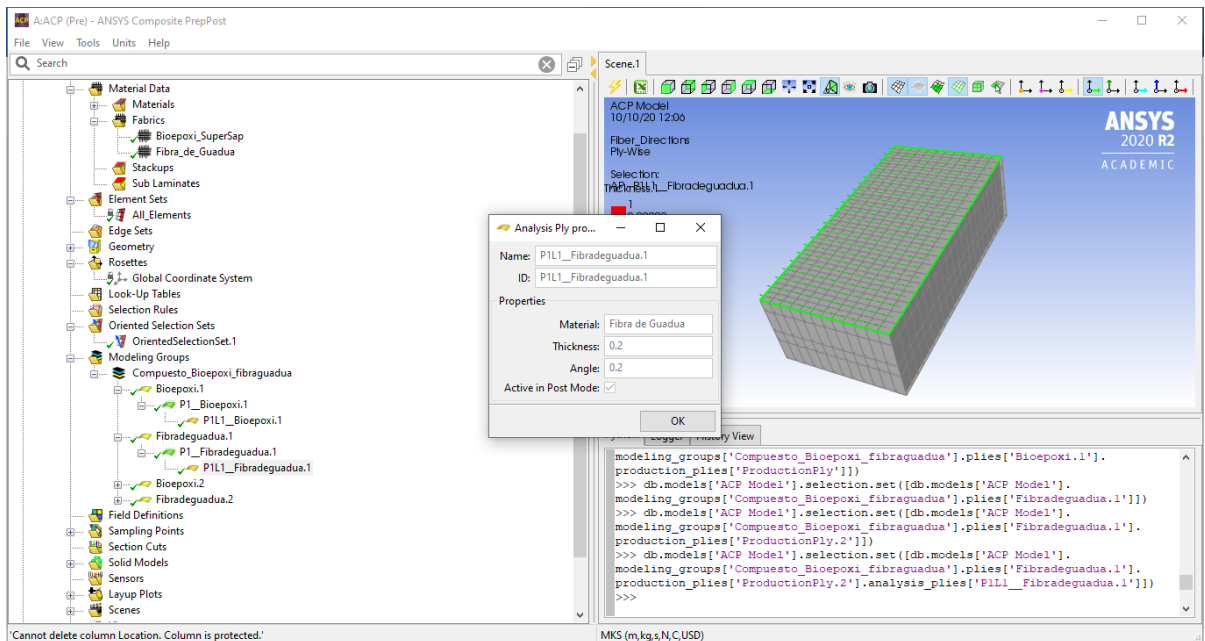 A:ACP (Pre) - ANSYS Composite PrepPost
File View Tools Units Help
Search
Material Data
Materials
Fabrics
Bioepoxi_SuperSap
Fibra_de_Guadua
Stackups
Sub Laminates
Element Sets
All_Elements
Edge Sets
Geometry
Rosettes
Global Coordinate System
Look-Up Tables
Selection Rules
Oriented Selection Sets
OrientedSelectionSet.1
Modeling Groups
Compuesto_Bioepoxi_fibraguadua
Bioepoxi.1
P1__Bioepoxi.1
P1L1__Bioepoxi.1
Fibradeguadua.1
P1__Fibradeguadua.1
P1L1__Fibradeguadua.1
Bioepoxi.2
Fibradeguadua.2
Field Definitions
Sampling Points
Section Cuts
Solid Models
Sensors
Layup Plots
Scenes
'Cannot delete column Location. Column is protected.'
Scene.1
ACP Model
10/10/20 12:06
Fiber_Directions
Ply-Wise
Selection:
1
ANSYS
2020 R2
ACADEMIC
Analysis Ply pro...
Name: P1L1__Fibradeguadua.1
ID: P1L1__Fibradeguadua.1
Properties
Material: Fibra de Guadua
Thickness: 0.2
Angle: 0.2
Active in Post Mode:
OK
History View
modeling_groups['Compuesto_Bioepoxi_fibraguadua'].plies['Bioepoxi.1'].
production_plies['ProductionPly']])
>>> db.models['ACP Model'].selection.set([db.models['ACP Model'].
modeling_groups['Compuesto_Bioepoxi_fibraguadua'].plies['Fibradeguadua.1']])
>>> db.models['ACP Model'].selection.set([db.models['ACP Model'].
modeling_groups['Compuesto_Bioepoxi_fibraguadua'].plies['Fibradeguadua.1'].
production_plies['ProductionPly.2']])
>>> db.models['ACP Model'].selection.set([db.models['ACP Model'].
modeling_groups['Compuesto_Bioepoxi_fibraguadua'].plies['Fibradeguadua.1'].
production_plies['ProductionPly.2'].analysis_plies['P1L1__Fibradeguadua.1']])
>>>
MKS (m,kg,s,N,C,USD)